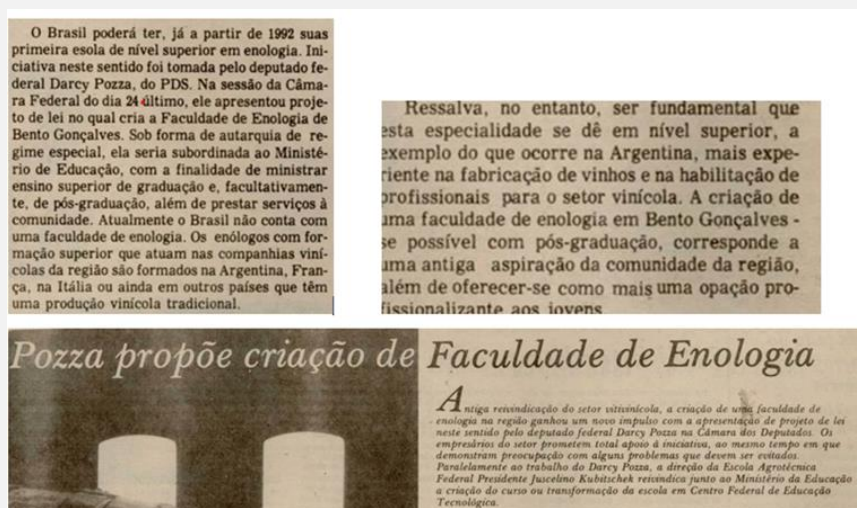 O Brasil poderá ter, já a partir de 1992 suas
primeira esola de nível superior em enologia. Ini-
ciativa neste sentido foi tomada pelo deputado fe-
deral Darcy Pozza, do PDS. Na sessão da Câma-
ra Federal do dia 24 último, ele apresentou proje-
to de lei no qual cria a Faculdade de Enologia de
Bento Gonçalves. Sob forma de autarquia de re-
gime especial, ela seria subordinada ao Ministé-
rio de Educação, com a finalidade de ministrar
ensino superior de graduação e, facultativamen-
te, de pós-graduação, além de prestar serviços à
comunidade. Atualmente o Brasil não conta com
uma faculdade de enologia. Os enólogos com for-
mação superior que atuam nas companhias viní-
colas da região são formados na Argentina, Fran-
ça, na Itália ou ainda em outros países que têm
uma produção vinícola tradicional.
Ressalva, no entanto, ser fundamental que
esta especialidade se dê em nível superior, a
exemplo do que ocorre na Argentina, mais expe-
riente na fabricação de vinhos e na habilitação de
profissionais para o setor vinícola. A criação de
uma faculdade de enologia em Bento Gonçalves -
se possível com pós-graduação, corresponde a
uma antiga aspiração da comunidade da região,
além de oferecer-se como mais uma opação pro-
fissionalizante aos jovens
Pozza propõe criação de Faculdade de Enologia
Antiga reivindicação do setor vitivinícola, a criação de uma faculdade de
enologia na região ganhou um novo impulso com a apresentação de projeto de lei
neste sentido pelo deputado federal Darcy Pozza na Câmara dos Deputados. Os
empresários do setor prometem total apoio à iniciativa, ao mesmo tempo em que
demonstram preocupação com alguns problemas que devem ser evitados.
Paralelamente ao trabalho do Darcy Pozza, a direção da Escola Agrotécnica
Federal Presidente Juscelino Kubitschek reivindica junto ao Ministério da Educação
a criação do curso ou transformação da escola em Centro Federal de Educação
Tecnológica.